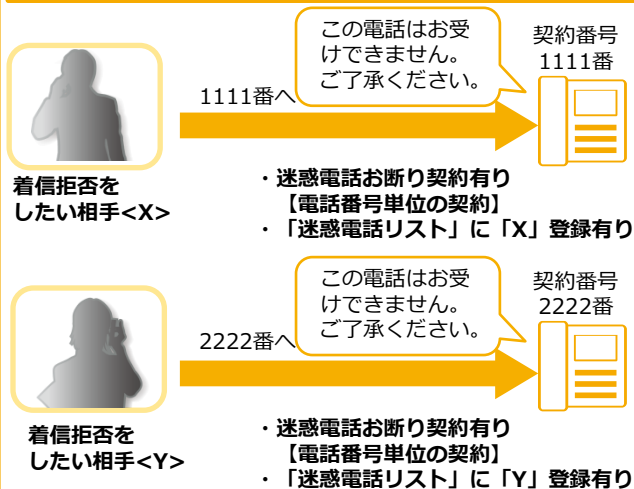 この電話はお受
けできません。
ご了承ください。
契約番号
1111番
1111番へ
着信拒否を
したい相手<X>
・迷惑電話お断り契約有り
【電話番号単位の契約】
・「迷惑電話リスト」に「X」登録有り
この電話はお受
けできません。
ご了承ください。
契約番号
2222番
2222番へ
着信拒否を
したい相手<Y>
・迷惑電話お断り契約有り
【電話番号単位の契約】
・「迷惑電話リスト」に「Y」登録有り